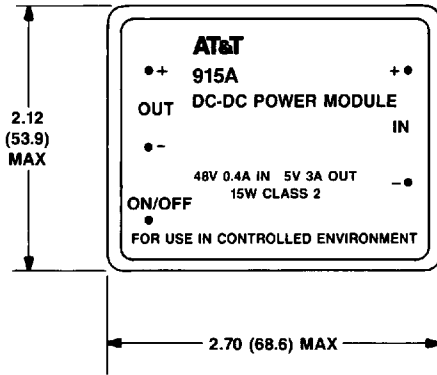 AT&T
915A
DC-DC POWER MODULE
+
OUT
-
+
IN
-
48V 0.4A IN 5V 3A OUT
15W CLASS 2
ON/OFF
FOR USE IN CONTROLLED ENVIRONMENT
2.12
(53.9)
MAX
2.70 (68.6) MAX